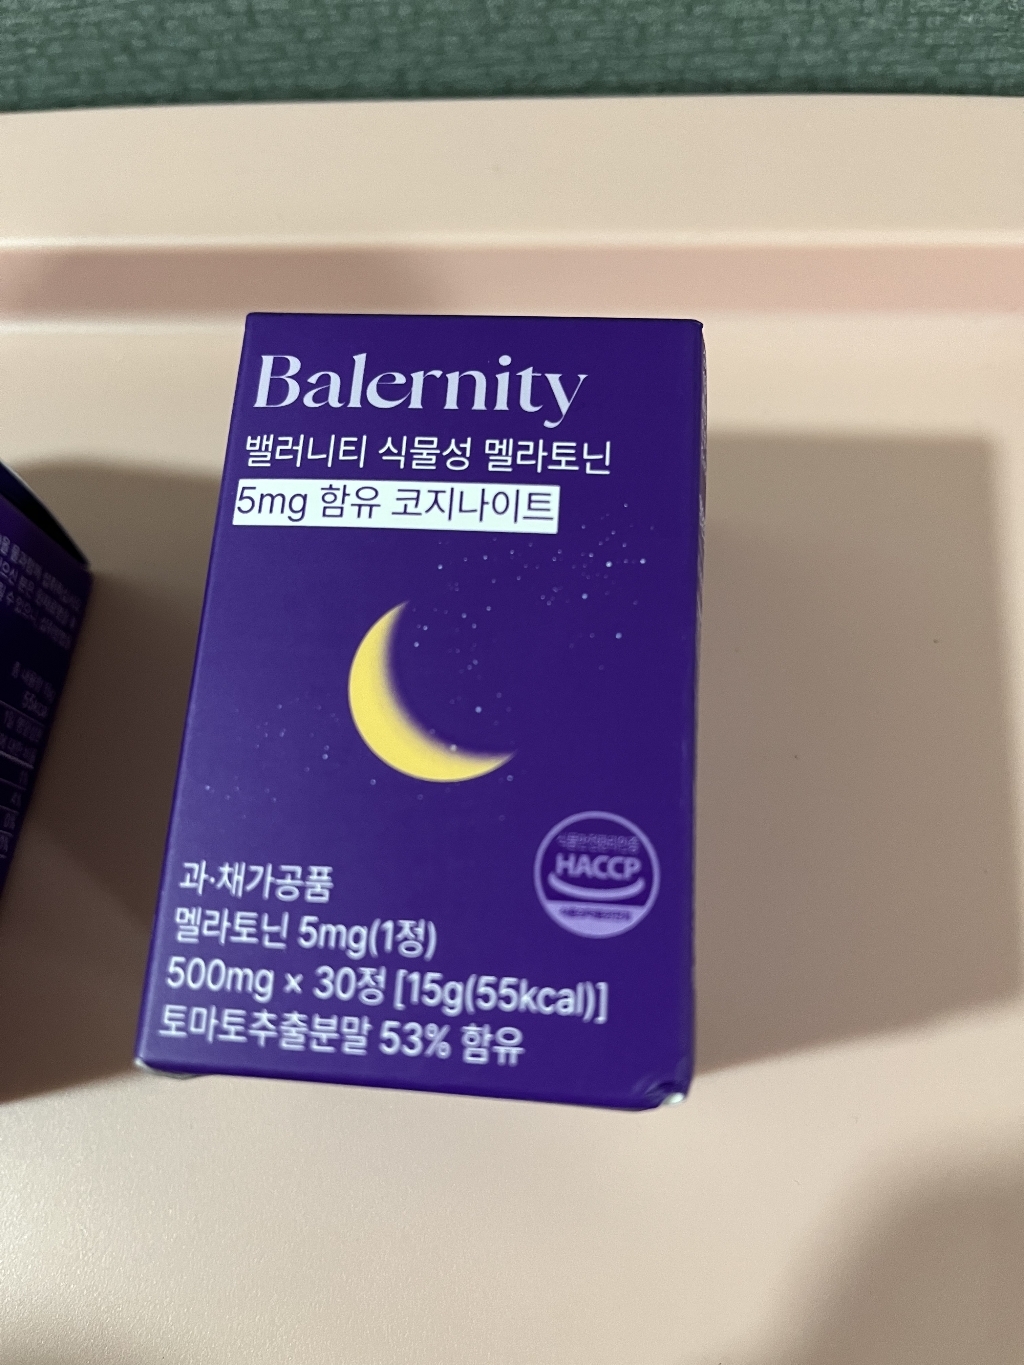 Balernity
밸러니티 식물성 멜라토닌
5mg 함유 코지나이트
HACCP
과·채가공품
멜라토닌 5mg(1정)
500mg × 30정 [15g(55kcal)]
토마토추출분말 53% 함유
55kcal